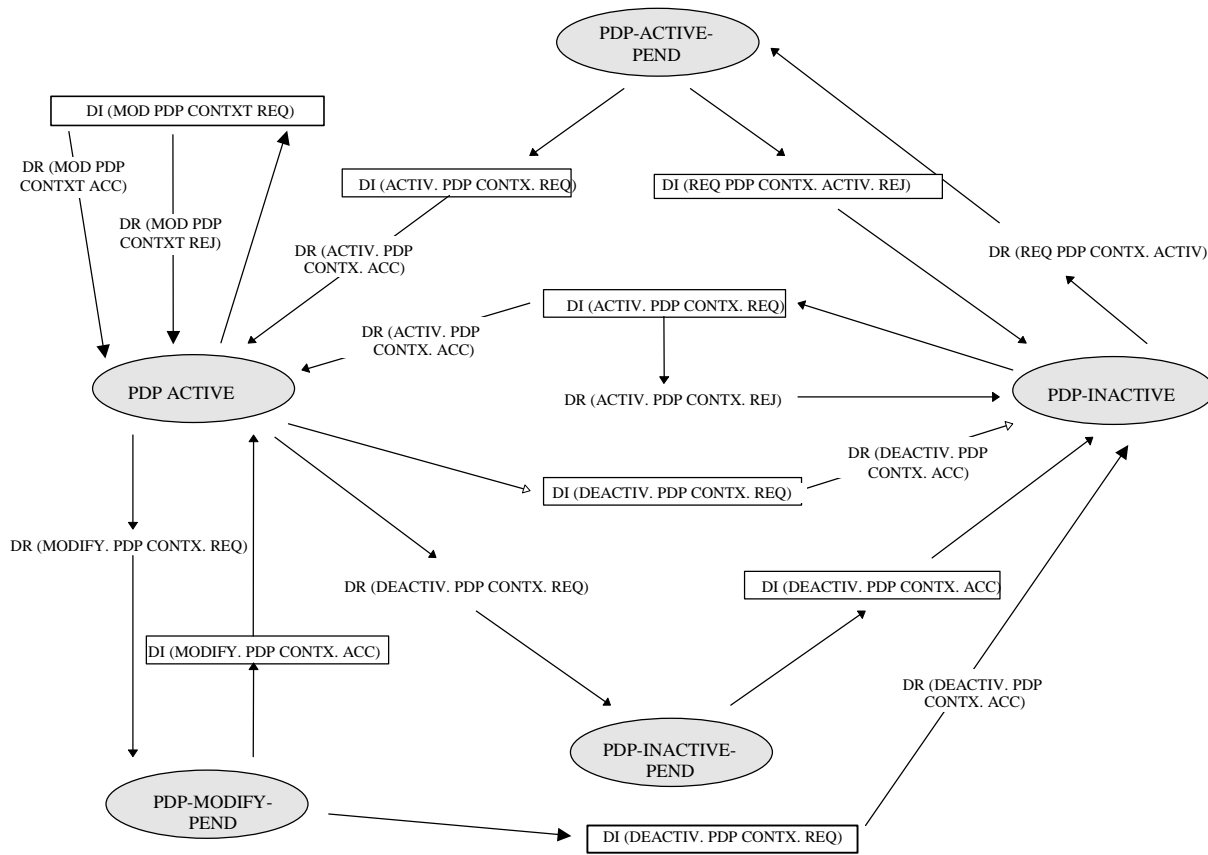 PDP-ACTIVE-
PEND
DI (MOD PDP CONTXT REQ)
DR (MOD PDP
CONTXT ACC)
DI (ACTIV. PDP CONTX. REQ)
DI (REQ PDP CONTX. ACTIV. REJ)
DR (MOD PDP
CONTXT REJ)
DR (ACTIV. PDP
CONTX. ACC)
DR (REQ PDP CONTX. ACTIV)
DI (ACTIV. PDP CONTX. REQ)
DR (ACTIV. PDP
CONTX. ACC)
PDP ACTIVE
PDP-INACTIVE
DR (ACTIV. PDP CONTX. REJ)
DR (DEACTIV. PDP
CONTX. ACC)
DI (DEACTIV. PDP CONTX. REQ)
DR (MODIFY. PDP CONTX. REQ)
DR (DEACTIV. PDP CONTX. REQ)
DI (DEACTIV. PDP CONTX. ACC)
DI (MODIFY. PDP CONTX. ACC)
DR (DEACTIV. PDP
CONTX. ACC)
PDP-INACTIVE-
PEND
PDP-MODIFY-
PEND
DI (DEACTIV. PDP CONTX. REQ)